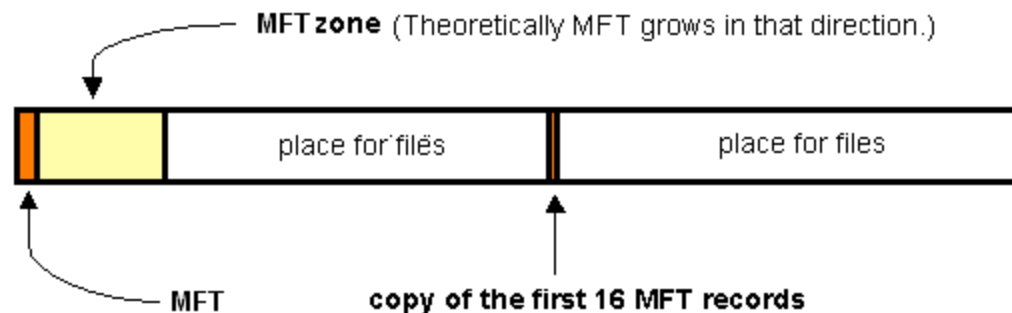 MFT zone (Theoretically MFT grows in that direction.)
place for files
place for files
MFT
copy of the first 16 MFT records